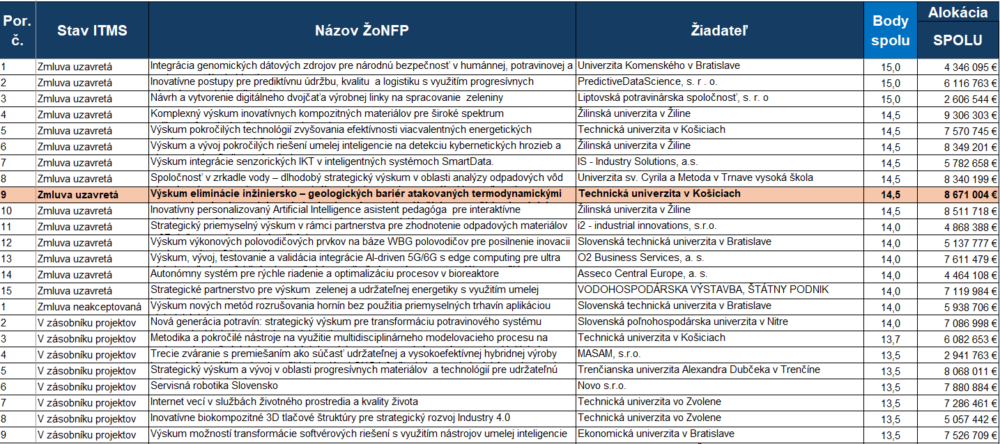 Por. č. Stav ITMS Názov ŽoNFP Žiadateľ Body spolu Alokácia SPOLU
1 Zmluva uzavretá Integrácia genomických dátových zdrojov pre národnú bezpečnosť v humánnej, potravinovej a Univerzita Komenského v Bratislave 15,0 4 346 095 €
2 Zmluva uzavretá Inovatívne postupy pre prediktívnu údržbu, kvalitu a logistiku s využitím progresívnych PredictiveDataScience, s. r . o. 15,0 6 116 763 €
3 Zmluva uzavretá Návrh a vytvorenie digitálneho dvojčaťa výrobnej linky na spracovanie zeleniny Liptovská potravinárska spoločnosť, s. r. o 15,0 2 606 544 €
4 Zmluva uzavretá Komplexný výskum inovatívnych kompozitných materiálov pre široké spektrum Žilinská univerzita v Žiline 14,5 9 306 303 €
5 Zmluva uzavretá Výskum pokročilých technológií zvyšovania efektívnosti viacvalentných energetických Technická univerzita v Košiciach 14,5 7 570 745 €
6 Zmluva uzavretá Výskum a vývoj pokročilých riešení umelej inteligencie na detekciu kybernetických hrozieb a Žilinská univerzita v Žiline 14,5 8 349 201 €
7 Zmluva uzavretá Výskum integrácie senzorických IKT v inteligentných systémoch SmartData. IS - Industry Solutions, a.s. 14,5 5 782 658 €
8 Zmluva uzavretá Spoločnosť v zrkadle vody – dlhodobý strategický výskum v oblasti analýzy odpadových vôd Univerzita sv. Cyrila a Metoda v Trnave vysoká škola 14,5 8 340 199 €
9 Zmluva uzavretá Výskum eliminácie inžiniersko – geologických bariér atakovaných termodynamickými Technická univerzita v Košiciach 14,5 8 671 004 €
10 Zmluva uzavretá Inovatívny personalizovaný Artificial Intelligence asistent pedagóga pre interaktívne Žilinská univerzita v Žiline 14,5 8 511 718 €
11 Zmluva uzavretá Strategický priemyselný výskum v rámci partnerstva pre zhodnotenie odpadových materiálov i2 - industrial innovations, s.r.o. 14,0 4 868 388 €
12 Zmluva uzavretá Výskum výkonových polovodičových prvkov na báze WBG polovodičov pre posilnenie inovacii Slovenská technická univerzita v Bratislave 14,0 5 137 777 €
13 Zmluva uzavretá Výskum, vývoj, testovanie a validácia integrácie AI-driven 5G/6G s edge computing pre ultra O2 Business Services, a. s. 14,0 7 611 479 €
14 Zmluva uzavretá Autonómny systém pre rýchle riadenie a optimalizáciu procesov v bioreaktore Asseco Central Europe, a. s. 14,0 4 464 108 €
15 Zmluva uzavretá Strategické partnerstvo pre výskum zelenej a udržateľnej energetiky s využitím umelej VODOHOSPODÁRSKA VÝSTAVBA, ŠTÁTNY PODNIK 14,0 7 119 984 €
1 Zmluva neakceptovaná Výskum nových metód rozrušovania hornín bez použitia priemyselných trhavín aplikáciou Slovenská technická univerzita v Bratislave 14,0 5 938 706 €
2 V zásobníku projektov Nová generácia potravín: strategický výskum pre transformáciu potravinového systému Slovenská poľnohospodárska univerzita v Nitre 14,0 7 086 998 €
3 V zásobníku projektov Metodika a pokročilé nástroje na využitie multidisciplinárneho modelovacieho procesu na Technická univerzita v Košiciach 13,7 6 082 653 €
4 V zásobníku projektov Trecie zváranie s premiešaním ako súčasť udržateľnej a vysokoefektívnej hybridnej výroby MASAM, s.r.o. 13,5 2 941 763 €
5 V zásobníku projektov Strategický výskum a vývoj v oblasti progresívnych materiálov a technológií pre udržateľnú Trenčianska univerzita Alexandra Dubčeka v Trenčíne 13,5 8 068 011 €
6 V zásobníku projektov Servisná robotika Slovensko Novo s.r.o. 13,5 7 880 884 €
7 V zásobníku projektov Internet vecí v službách životného prostredia a kvality života Technická univerzita vo Zvolene 13,5 7 286 461 €
8 V zásobníku projektov Inovatívne biokompozitné 3D tlačové štruktúry pre strategický rozvoj Industry 4.0 Technická univerzita vo Zvolene 13,5 5 057 442 €
9 V zásobníku projektov Výskum možností transformácie softvérových riešení s využitím nástrojov umelej inteligencie Ekonomická univerzita v Bratislave 13,5 7 526 709 €